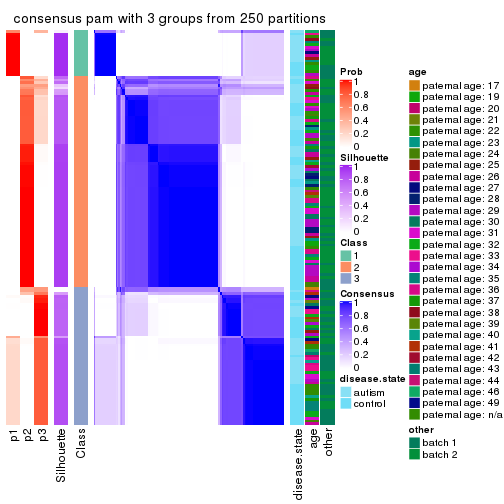 consensus pam with 3 groups from 250 partitions
Prob
1
0.8
0.6
0.4
0.2
0
Silhouette
1
0.8
0.6
0.4
0.2
0
Class
1
2
3
Consensus
1
0.8
0.6
0.4
0.2
0
disease.state
autism
control
age
paternal age: 17
paternal age: 19
paternal age: 20
paternal age: 21
paternal age: 22
paternal age: 23
paternal age: 24
paternal age: 25
paternal age: 26
paternal age: 27
paternal age: 28
paternal age: 29
paternal age: 30
paternal age: 31
paternal age: 32
paternal age: 33
paternal age: 34
paternal age: 35
paternal age: 36
paternal age: 37
paternal age: 38
paternal age: 39
paternal age: 40
paternal age: 41
paternal age: 42
paternal age: 43
paternal age: 44
paternal age: 46
paternal age: 49
paternal age: n/a
other
batch 1
batch 2
p1
p2
p3
Silhouette
Class
disease.state
age
other